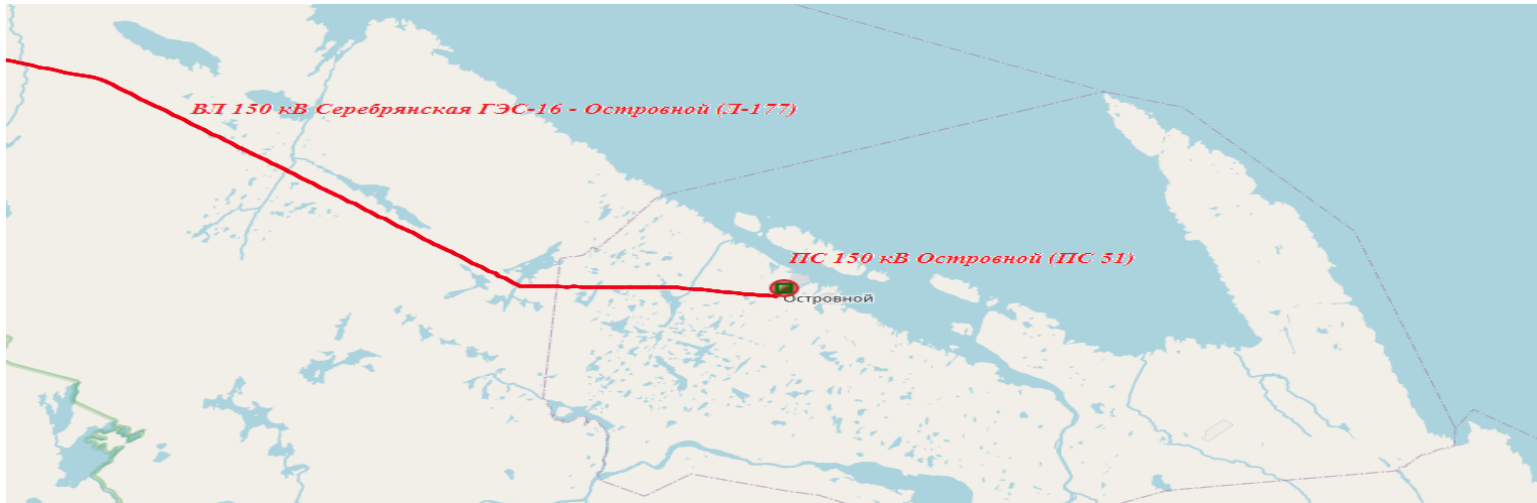 ВЛ 150 кВ Серебрянская ГЭС-16 - Островной (Л-177)
ПС 150 кВ Островной (ПС 51)
Островной